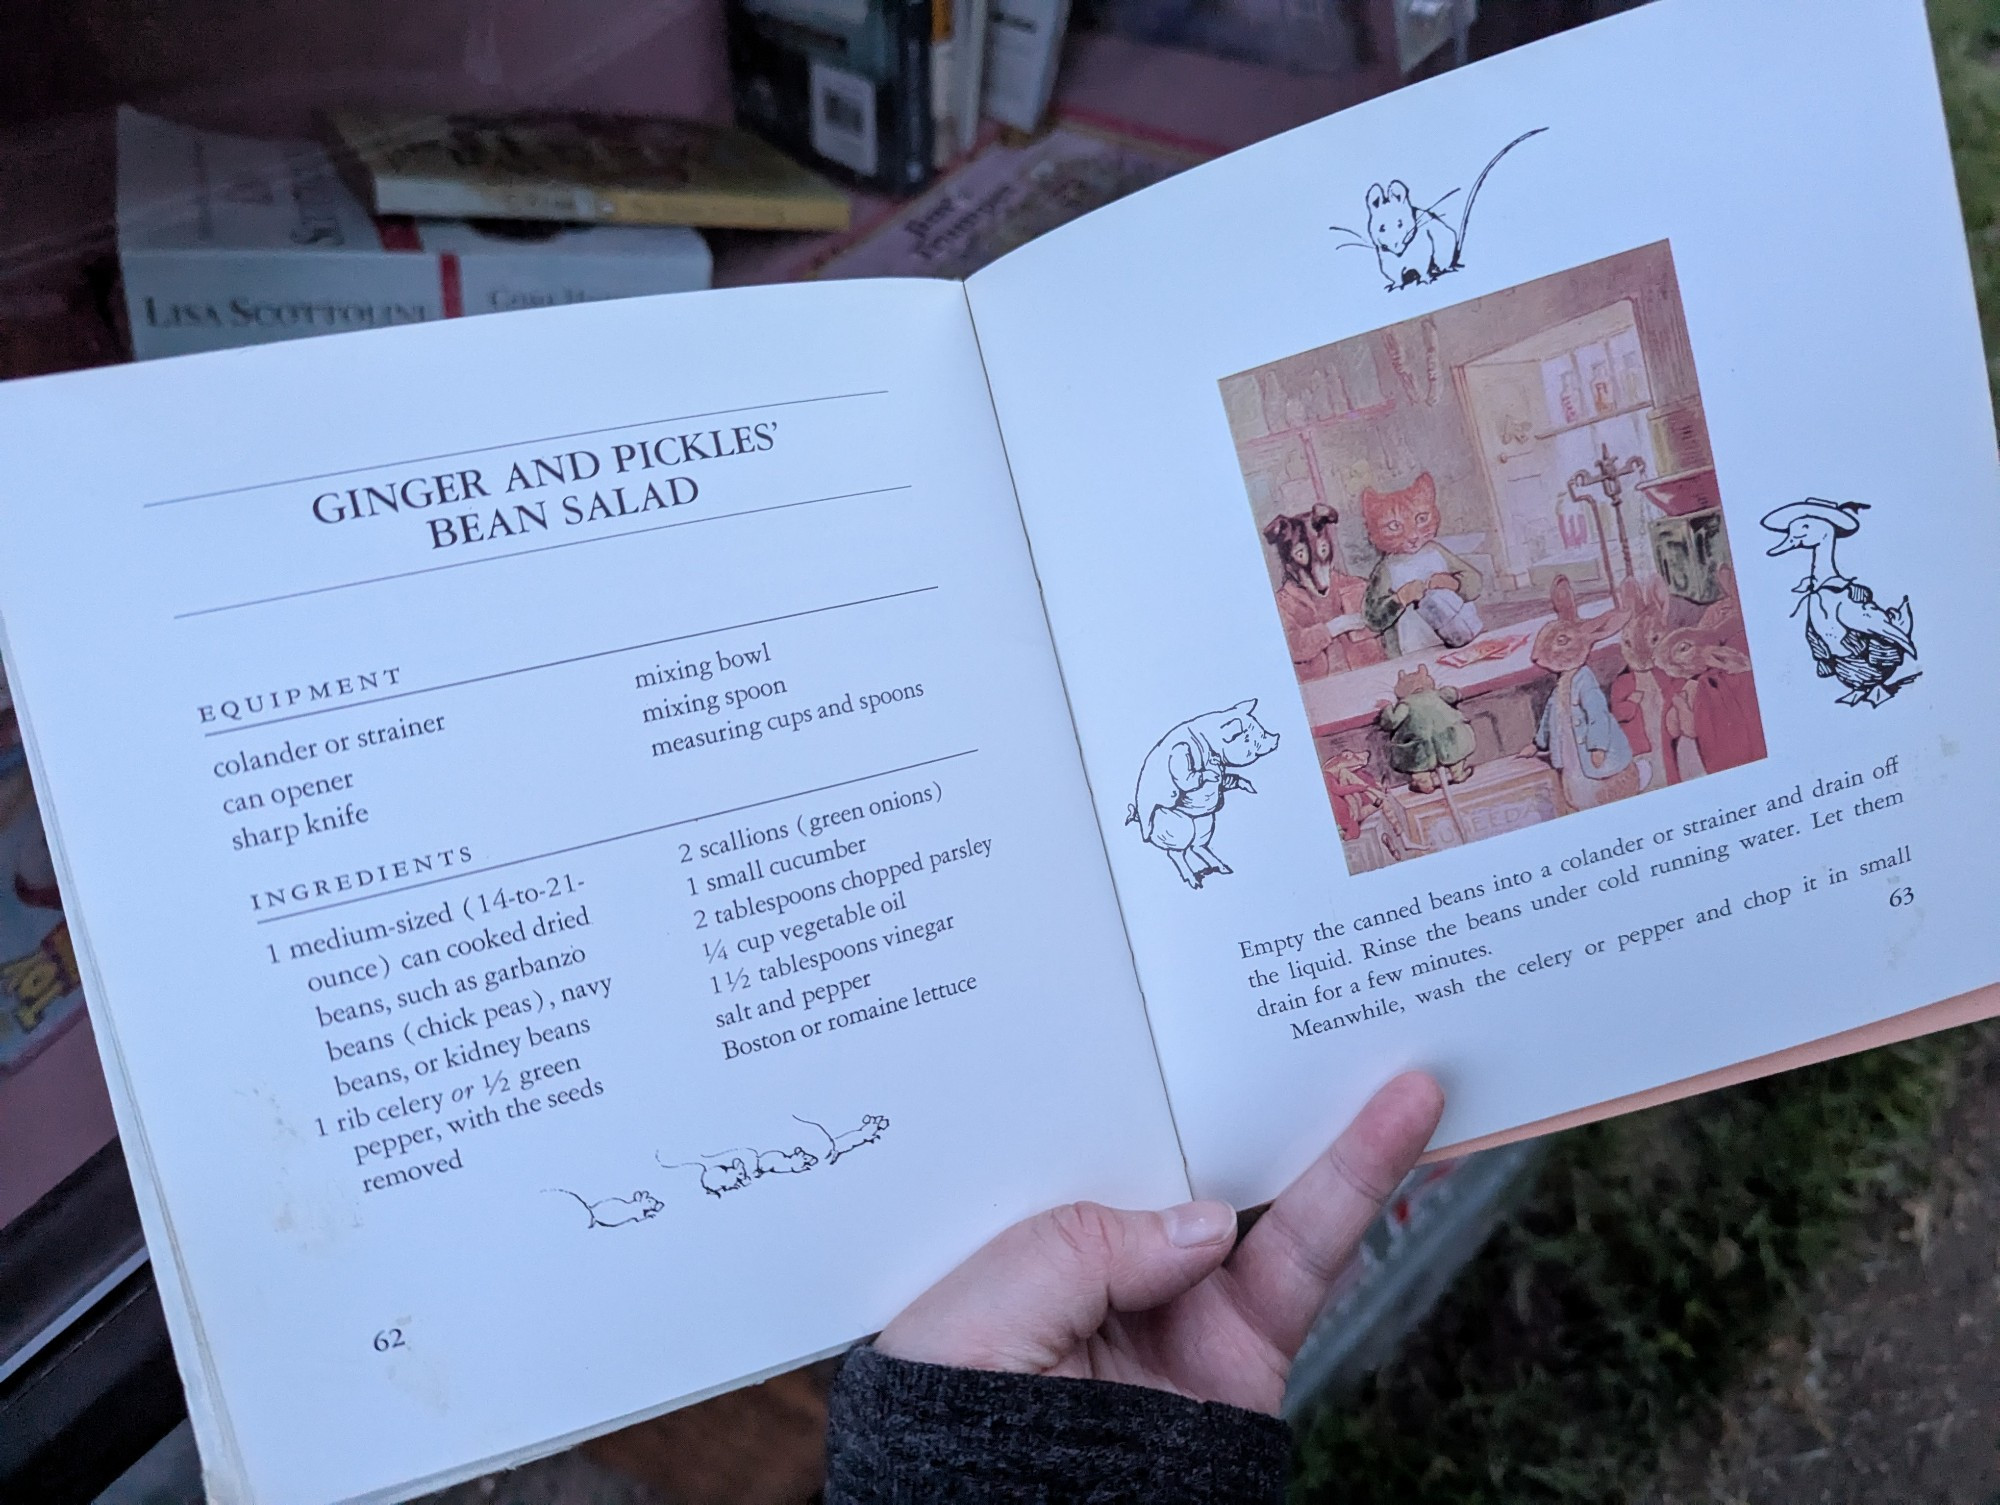 LISA SCOTTOLINE
GINGER AND PICKLES'
BEAN SALAD
EQUIPMENT
colander or strainer
can opener
sharp knife
mixing bowl
mixing spoon
measuring cups and spoons
INGREDIENTS
1 medium-sized (14-to-21-
ounce) can cooked dried
beans, such as garbanzo
beans (chick peas), navy
beans, or kidney beans
1 rib celery or ½ green
pepper, with the seeds
removed
2 scallions (green onions)
1 small cucumber
2 tablespoons chopped parsley
¼ cup vegetable oil
1½ tablespoons vinegar
salt and pepper
Boston or romaine lettuce
62
Empty the canned beans into a colander or strainer and drain off
the liquid. Rinse the beans under cold running water. Let them
drain for a few minutes.
Meanwhile, wash the celery or pepper and chop it in small
63